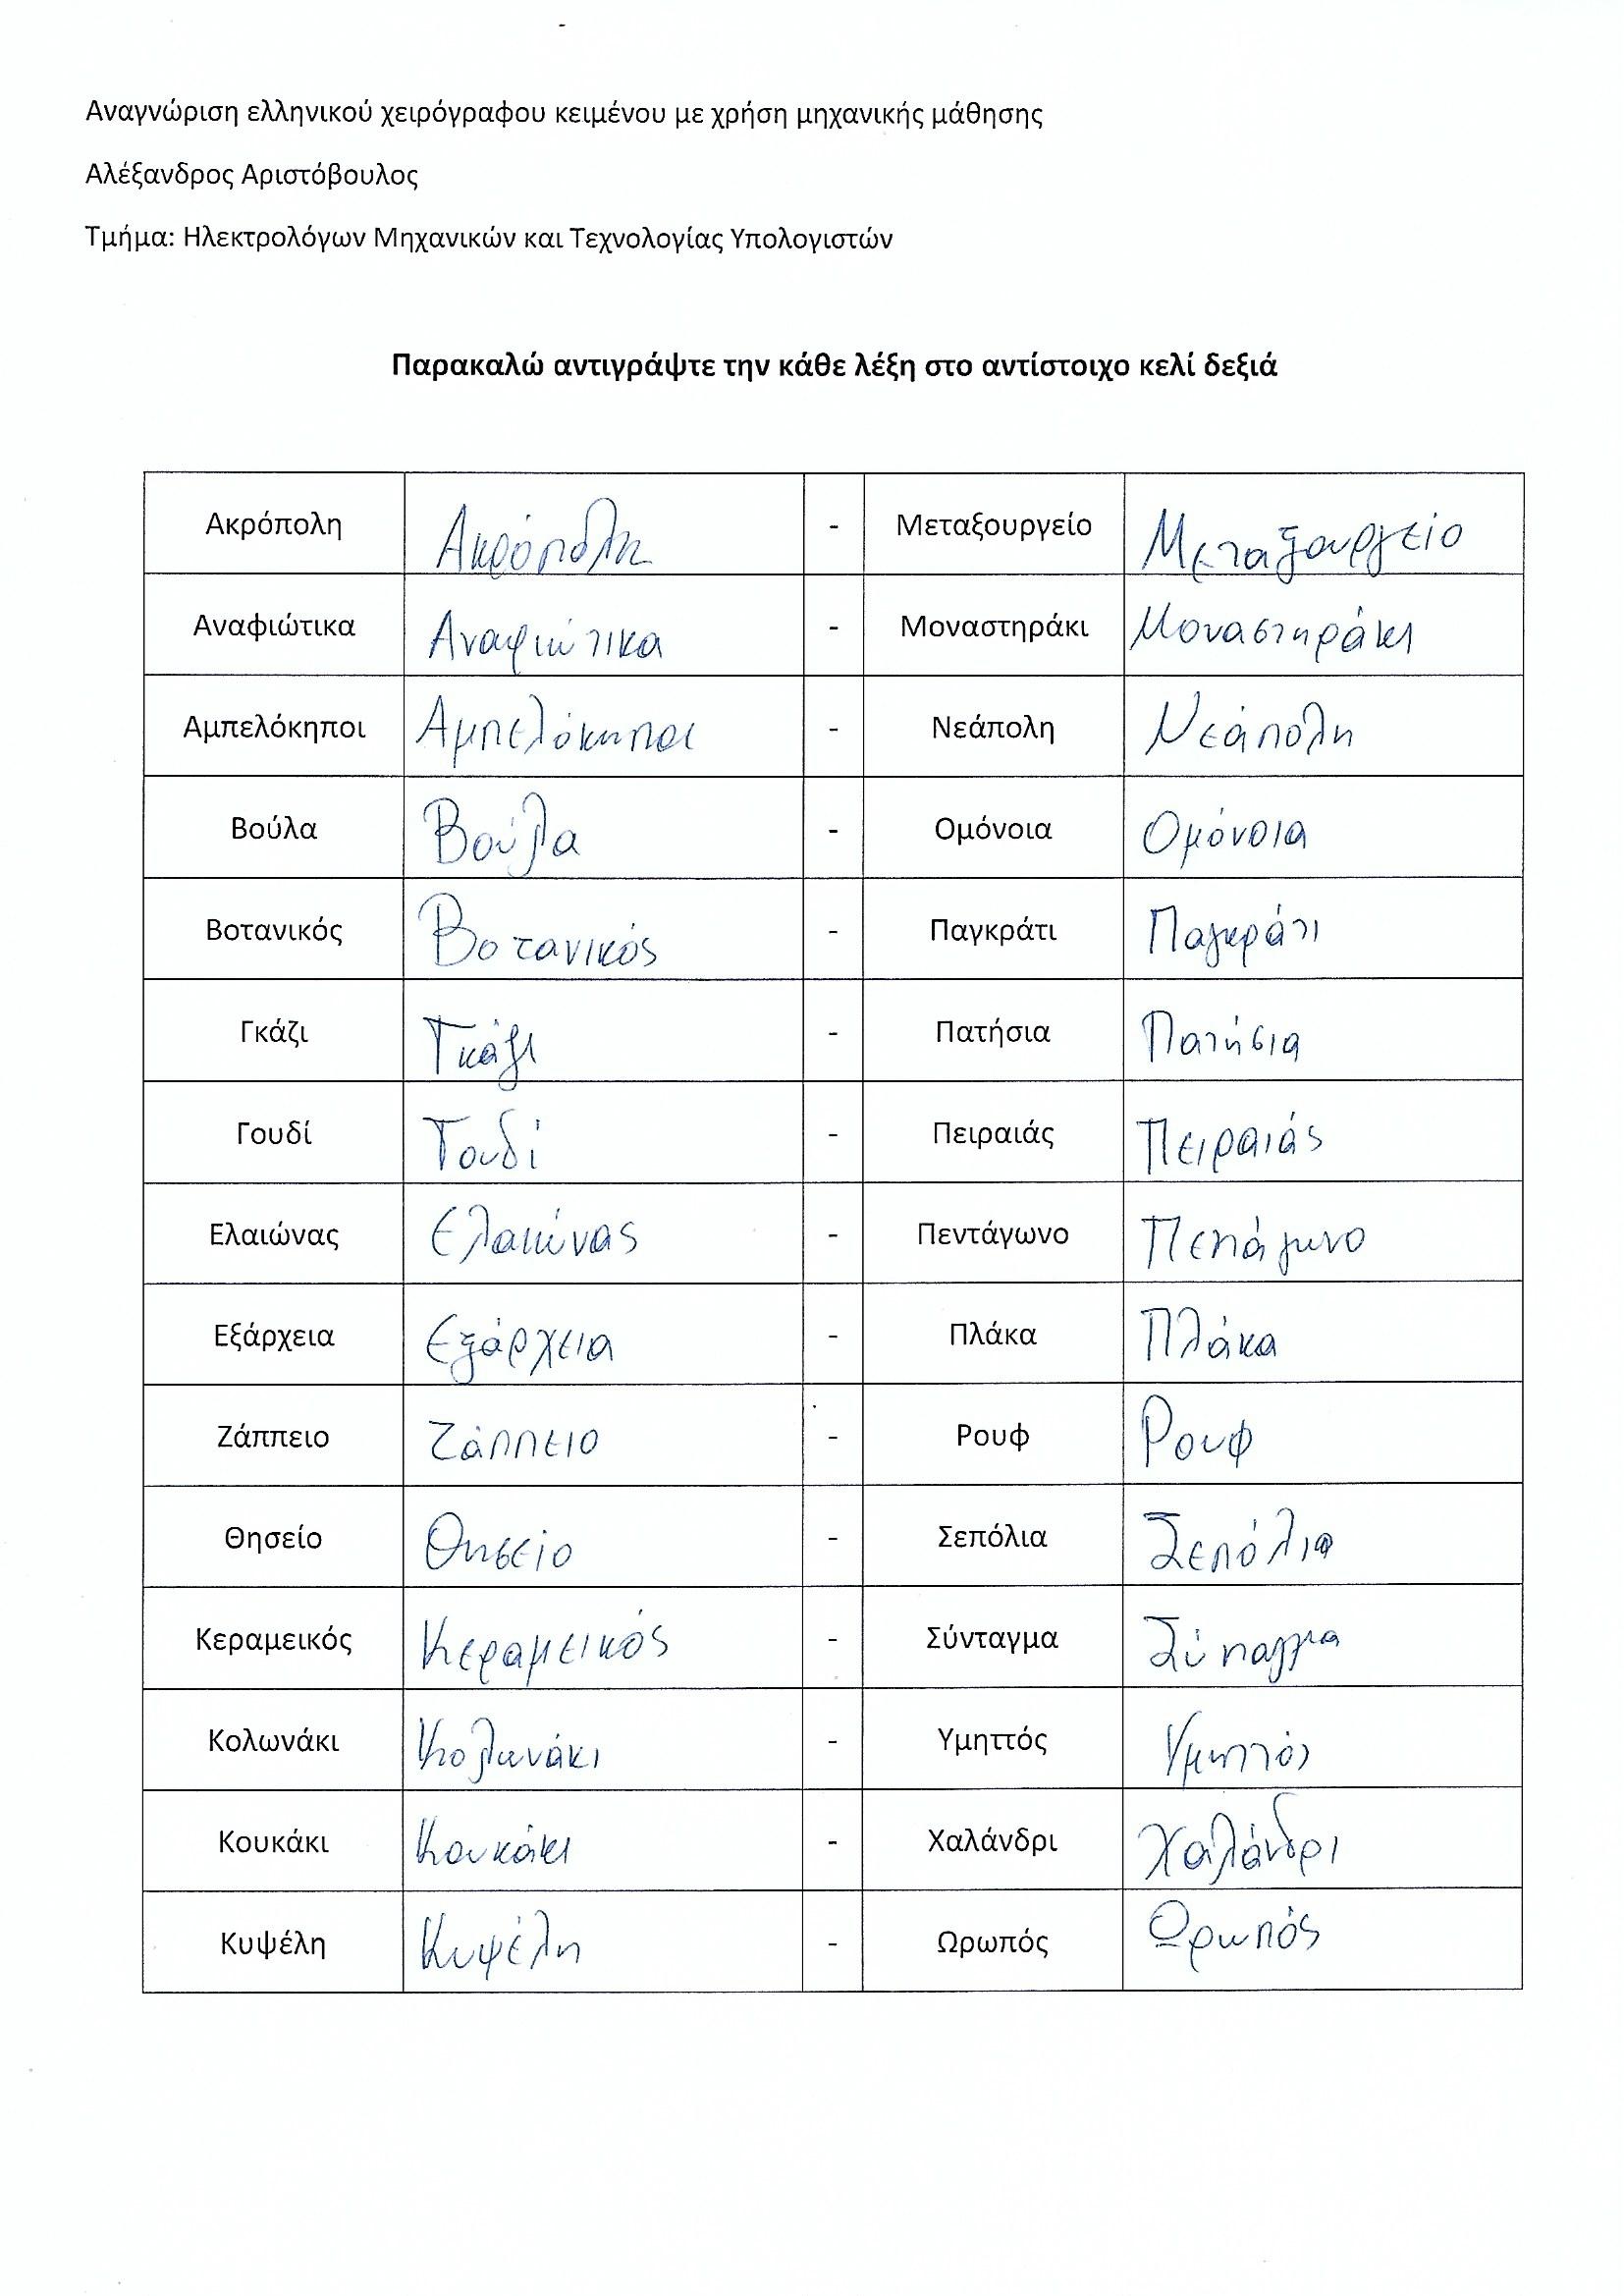 Αναγνώριση ελληνικού χειρόγραφου κειμένου με χρήση μηχανικής μάθησης
Αλέξανδρος Αριστόβουλος
Τμήμα: Ηλεκτρολόγων Μηχανικών και Τεχνολογίας Υπολογιστών
Παρακαλώ αντιγράψτε την κάθε λέξη στο αντίστοιχο κελί δεξιά
Ακρόπολη Ακρόπολη - Μεταξουργείο Μεταξουργείο
Αναφιώτικα Αναφιώτικα - Μοναστηράκι Μοναστηράκι
Αμπελόκηποι Αμπελόκηποι - Νεάπολη Νεάπολη
Βούλα Βούλα - Ομόνοια Ομόνοια
Βοτανικός Βοτανικός - Παγκράτι Παγκράτι
Γκάζι Γκάζι - Πατήσια Πατήσια
Γουδί Γουδί - Πειραιάς Πειραιάς
Ελαιώνας Ελαιώνας - Πεντάγωνο Πεντάγωνο
Εξάρχεια Εξάρχεια - Πλάκα Πλάκα
Ζάππειο Ζάππειο - Ρουφ Ρουφ
Θησείο Θησείο - Σεπόλια Σεπόλια
Κεραμεικός Κεραμεικός - Σύνταγμα Σύνταγμα
Κολωνάκι Κολωνάκι - Υμηττός Υμηττός
Κουκάκι Κουκάκι - Χαλάνδρι Χαλάνδρι
Κυψέλη Κυψέλη - Ωρωπός Ωρωπός